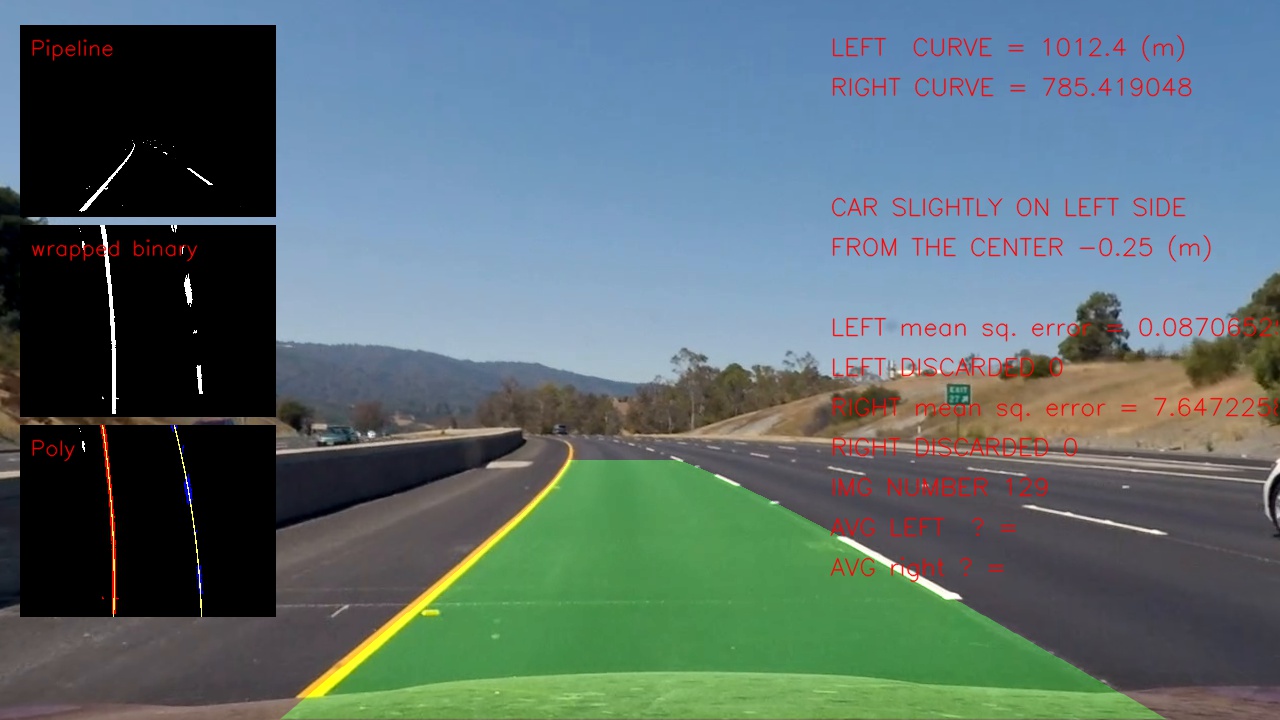 Pipeline
wrapped binary
Poly
LEFT CURVE = 1012.4 (m)
RIGHT CURVE = 785.419048
CAR SLIGHTLY ON LEFT SIDE
FROM THE CENTER -0.25 (m)
LEFT mean sq. error = 0.0870652
LEFT DISCARDED 0
RIGHT mean sq. error = 7.647225
RIGHT DISCARDED 0
IMG NUMBER 129
AVG LEFT ? =
AVG right ? =
EXIT